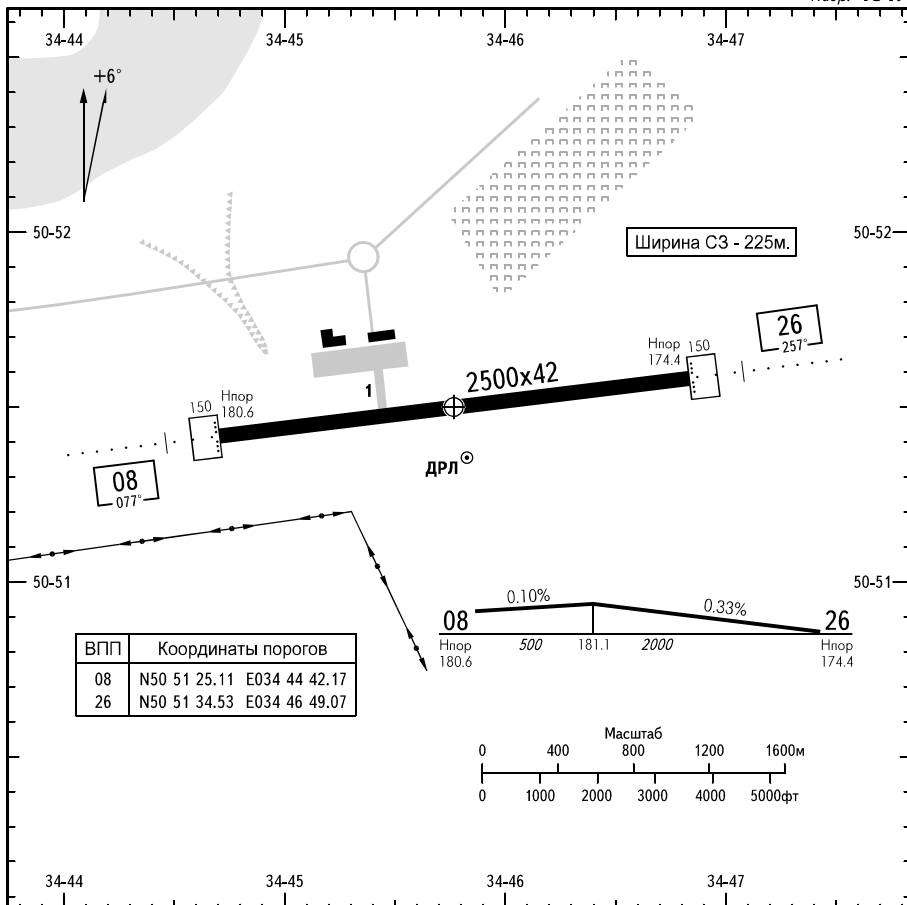 34-44 34-45 34-46 34-47
+6°
50-52 50-52
Ширина СЗ - 225м.
26
257°
Нпор
174.4 150
2500x42
1
150 Нпор
180.6
ДРЛ
08
077°
50-51 50-51
0.10% 0.33%
08 26
Нпор 500 181.1 2000 Нпор
180.6 174.4
ВПП Координаты порогов
08 N50 51 25.11 E034 44 42.17
26 N50 51 34.53 E034 46 49.07
Масштаб
0 400 800 1200 1600м
0 1000 2000 3000 4000 5000фт
34-44 34-45 34-46 34-47